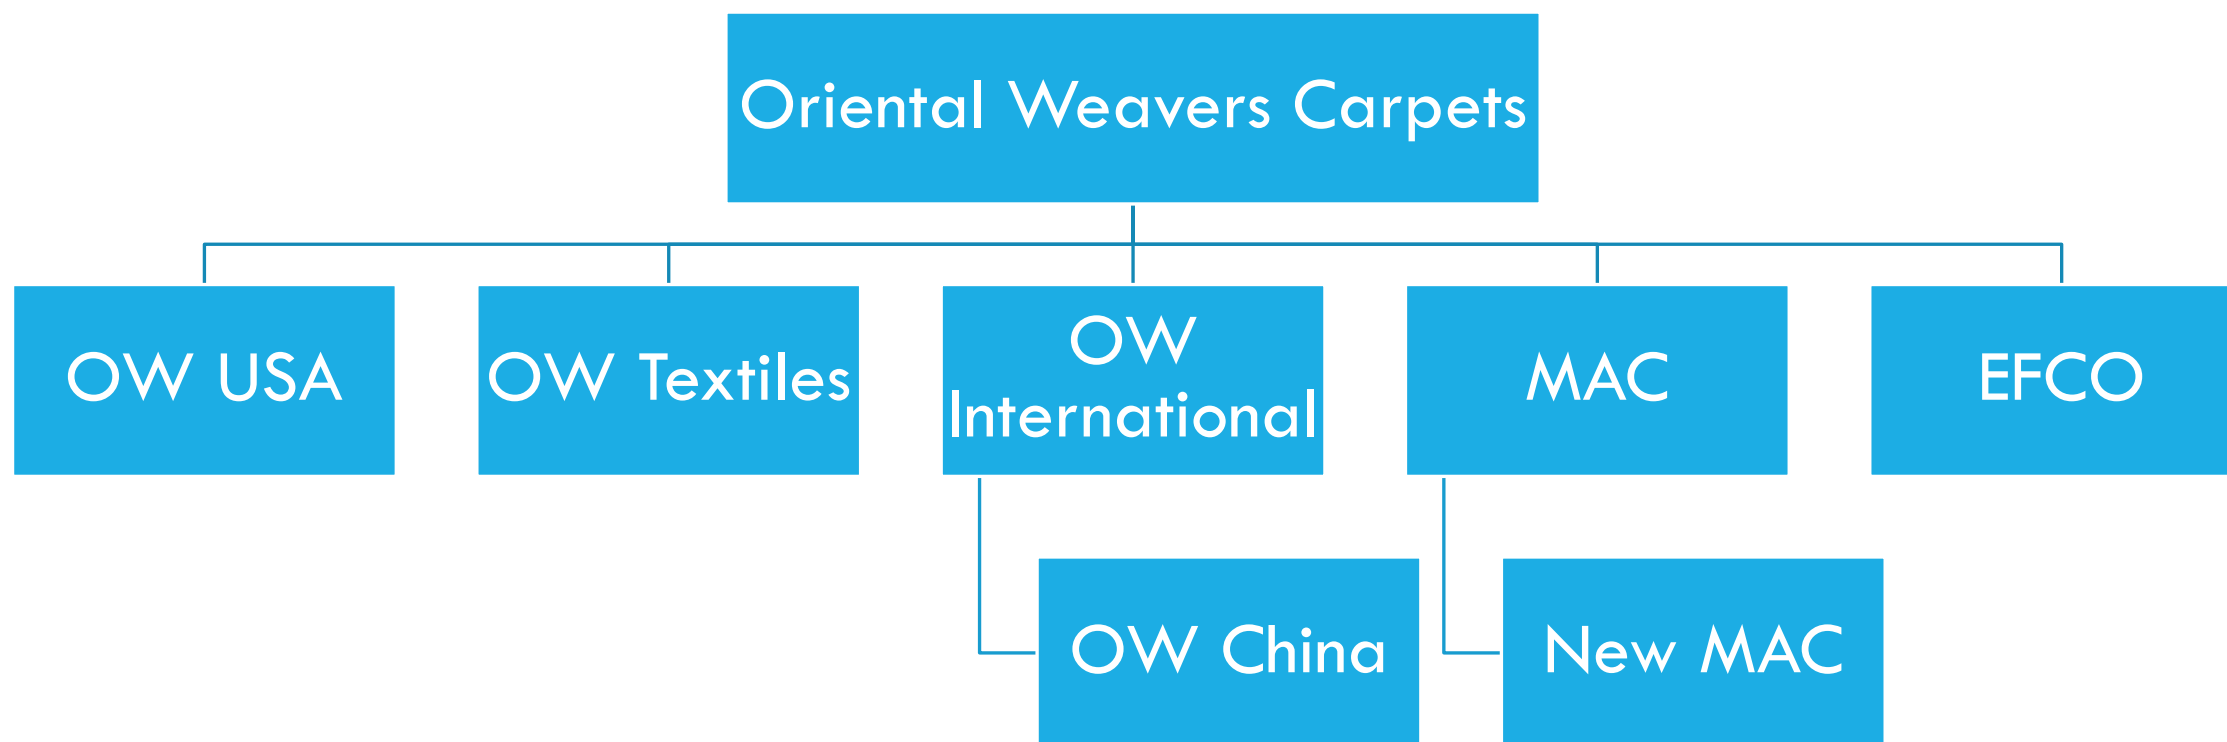 Oriental Weavers Carpets
OW USA
OW Textiles
OW
International
MAC
EFCO
OW China
New MAC